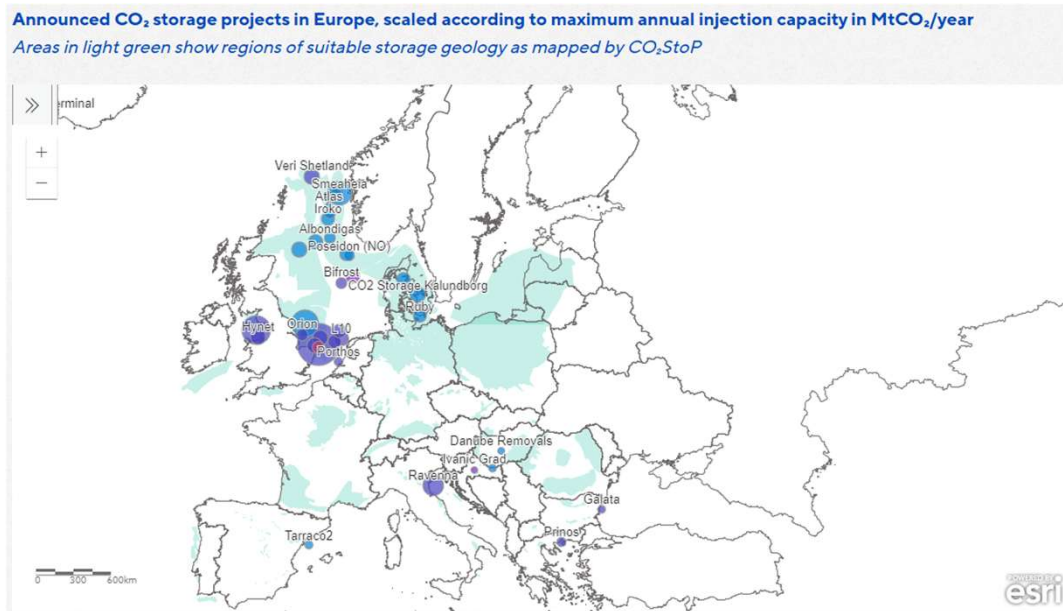 Announced CO₂ storage projects in Europe, scaled according to maximum annual injection capacity in MtCO₂/year
Areas in light green show regions of suitable storage geology as mapped by CO₂StoP
erminal
+
−
Veri Shetland
Smeaheia
Atlas
Iroko
Albondigas
Poseidon (NO)
Bifrost
CO2 Storage Kalundborg
Ruby
Hynet
Orion
L10
Porthos
Danube Removals
Ivanic Grad
Ravenna
Galata
Prinos
Tarraco2
0 300 600km
POWERED BY
esri